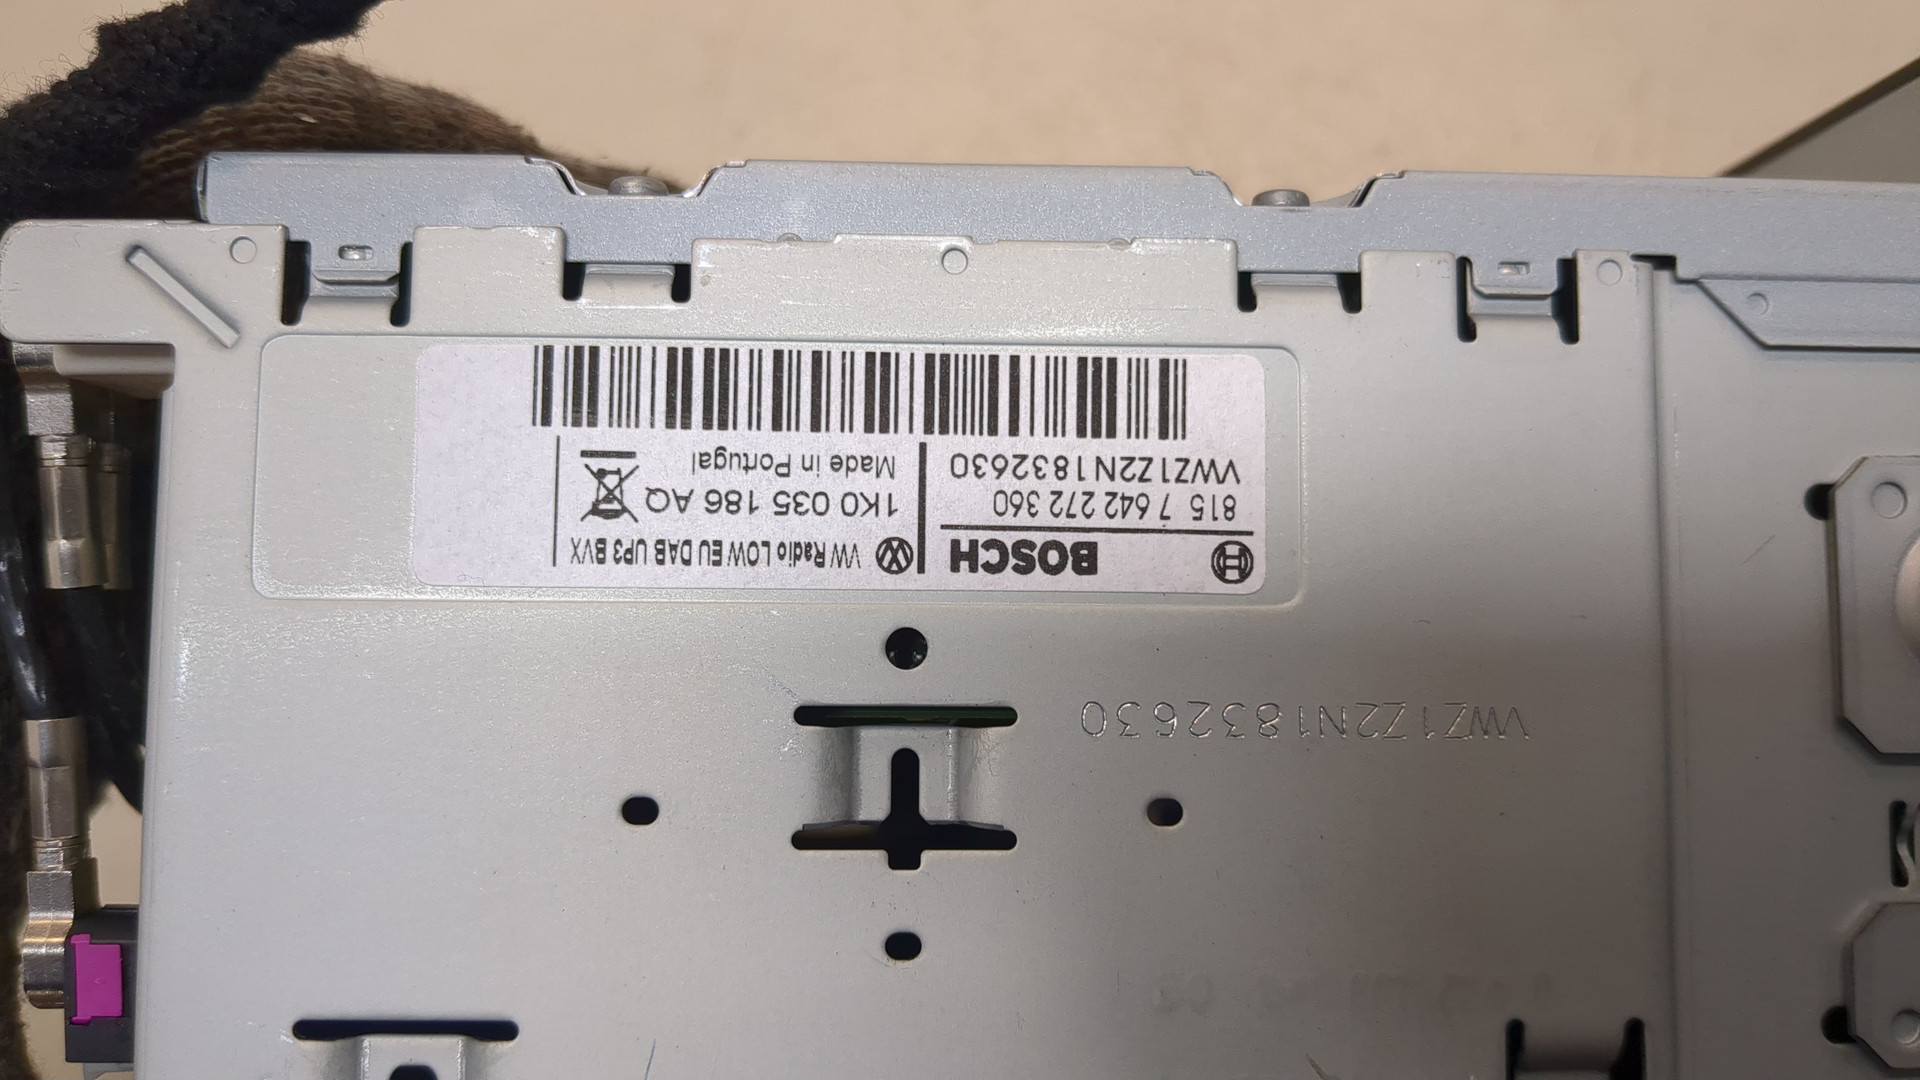 BOSCH
815 7 642 272 360
VWZ1Z2N1832630
VW Radio LOW EU DAB UP3 BVX
1K0 035 186 AQ
Made in Portugal
VWZ1Z2N1832630